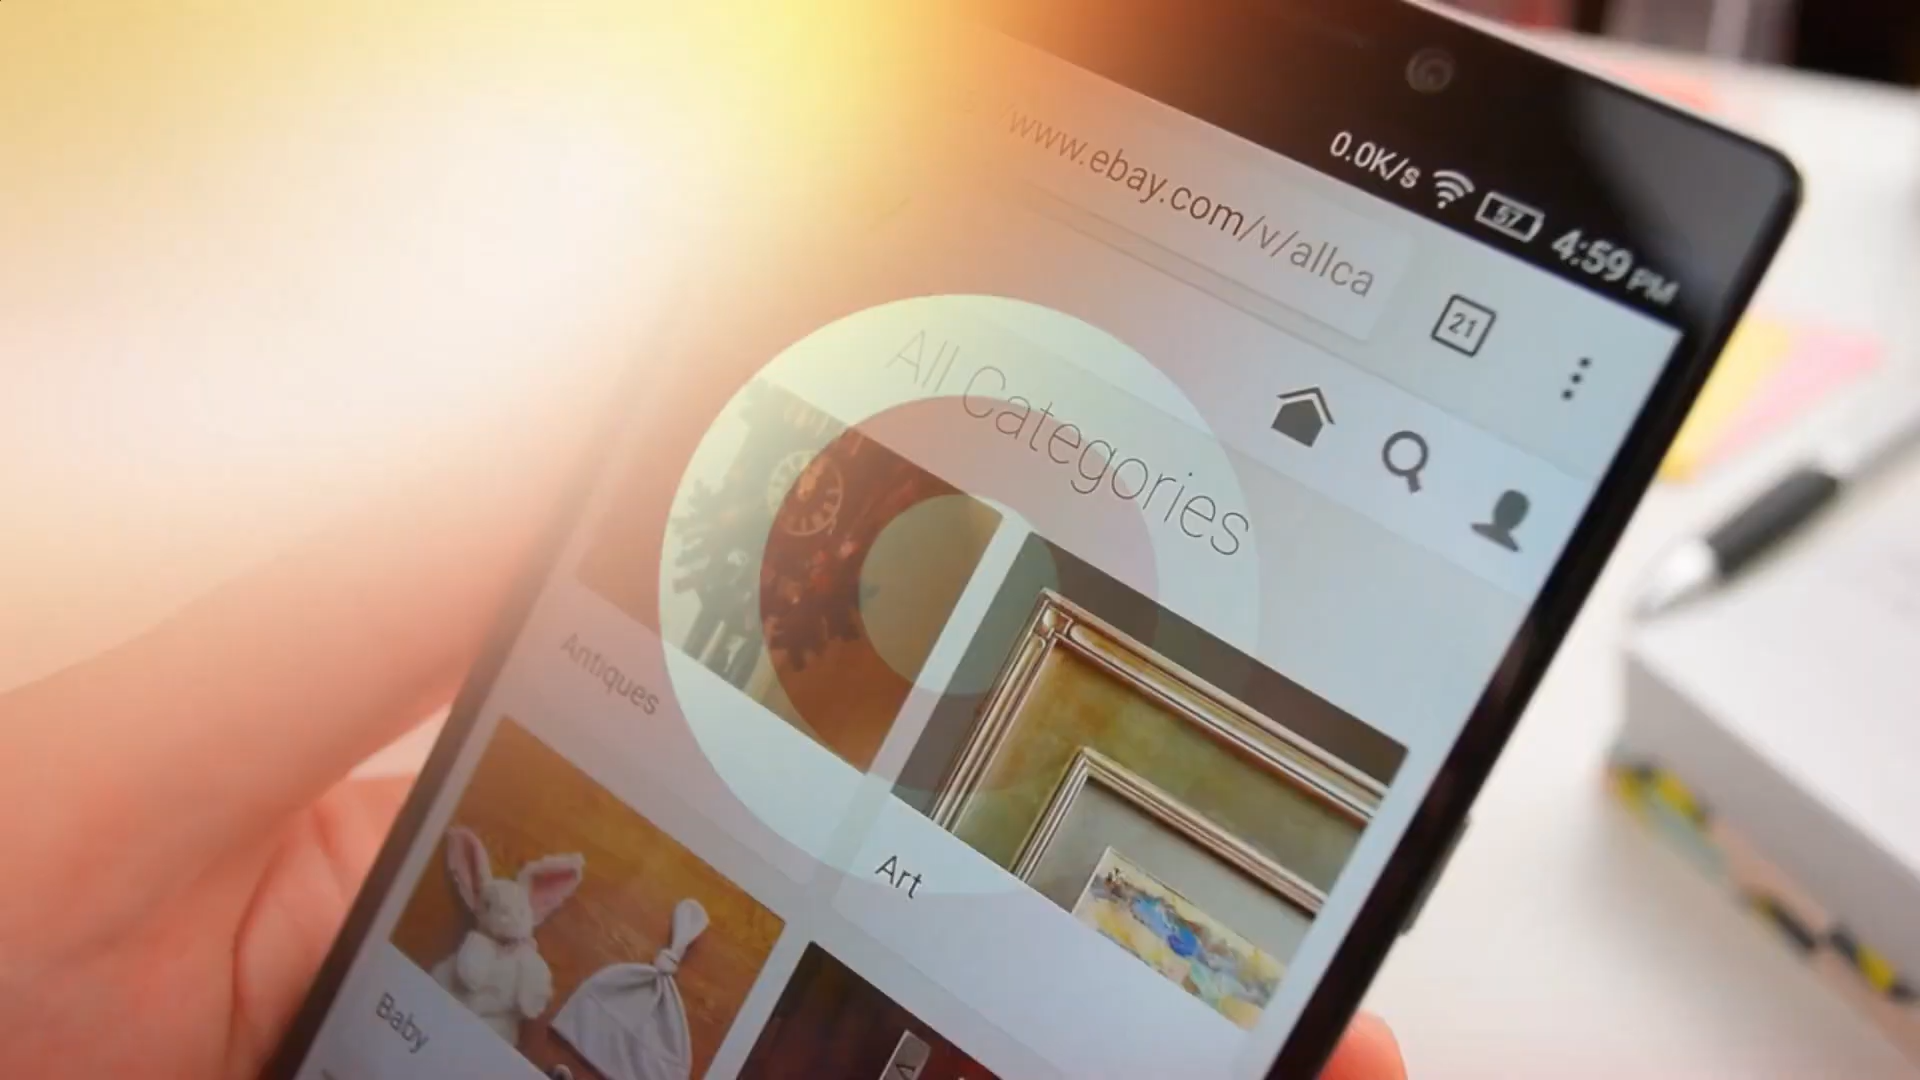 0.0K/s 57 4:59 PM
www.ebay.com/v/allca
21
All Categories
Antiques
Art
Baby